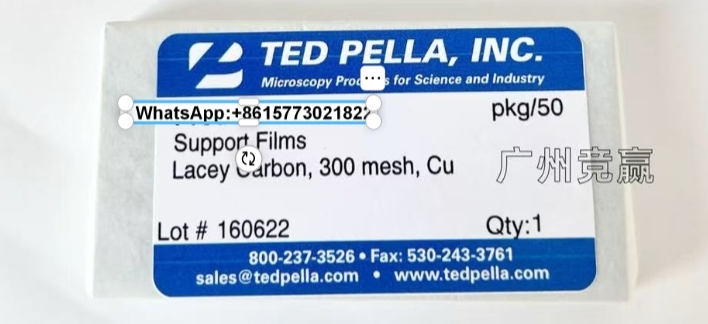 TED PELLA, INC.
Microscopy for Science and Industry
WhatsApp:+8615773021822
pkg/50
Support Films
Lacey Carbon, 300 mesh, Cu
广州竞赢
Lot # 160622
Qty:1
800-237-3526 • Fax: 530-243-3761
sales@tedpella.com • www.tedpella.com